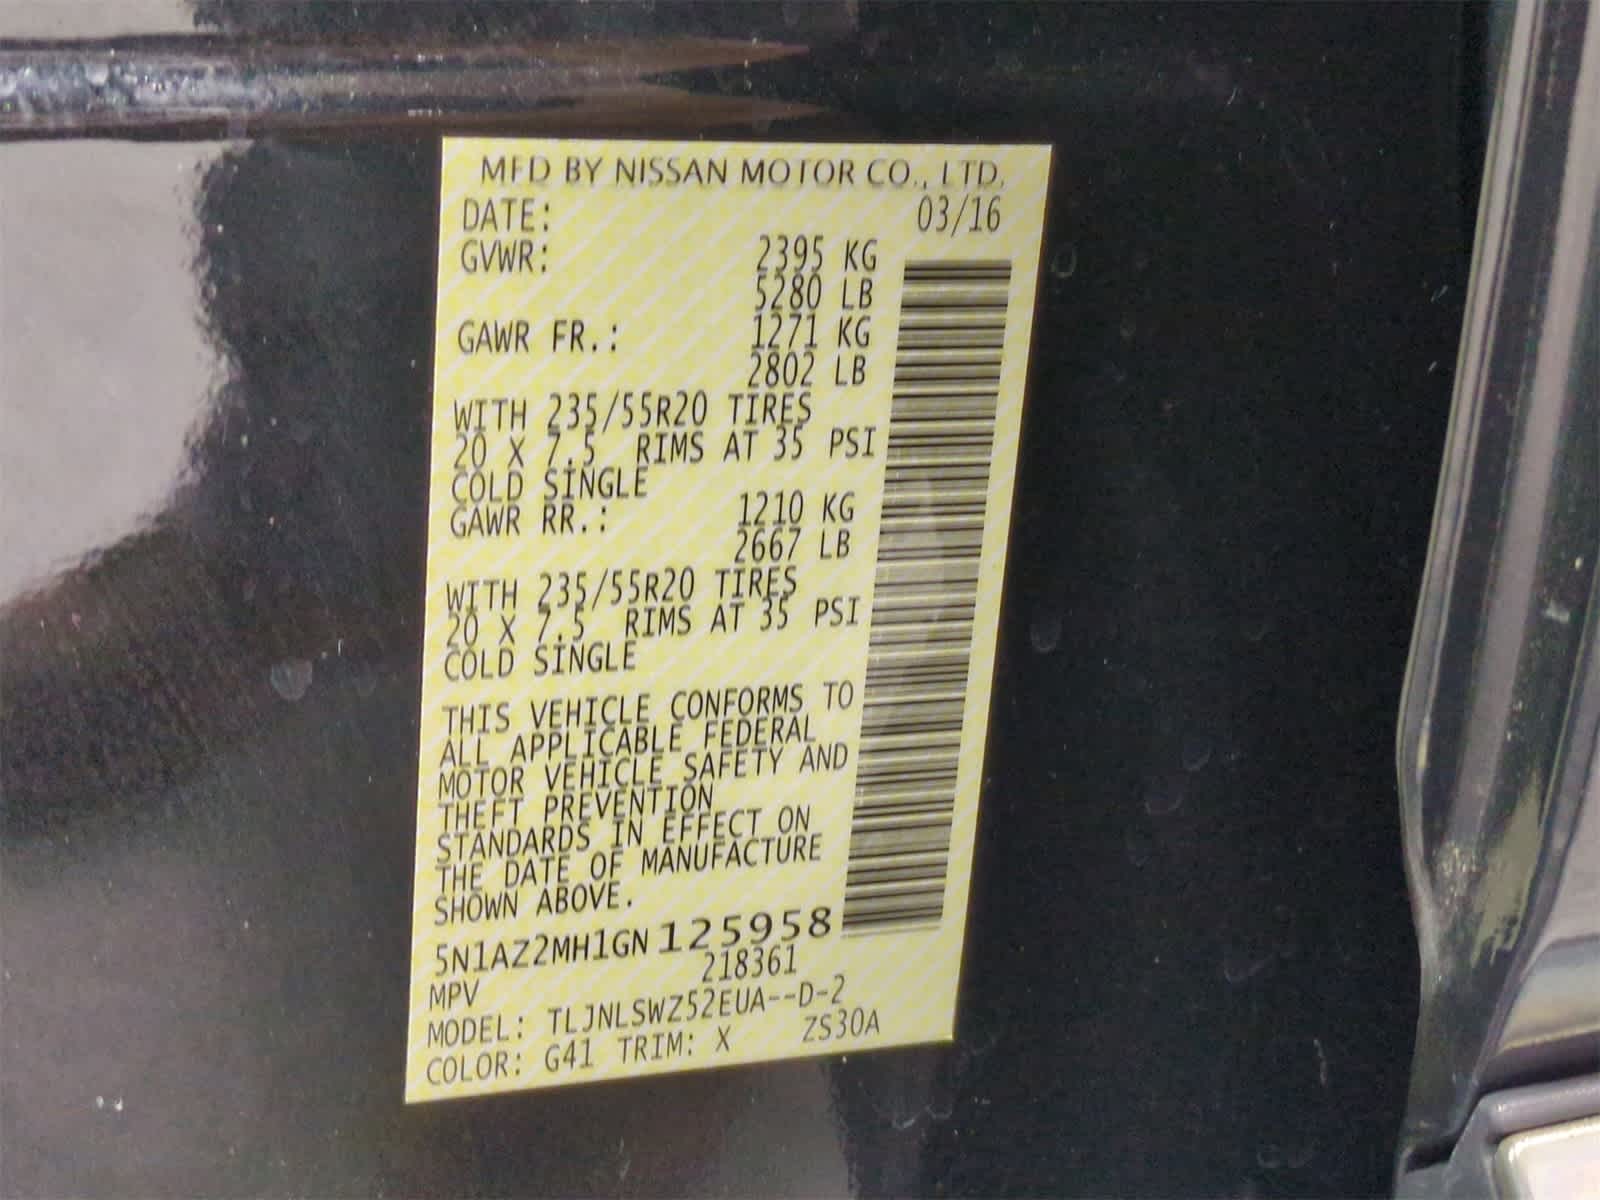 MFD BY NISSAN MOTOR CO., LTD.
DATE: 03/16
GVWR: 2395 KG
5280 LB
GAWR FR.: 1271 KG
2802 LB
WITH 235/55R20 TIRES
20 X 7.5 RIMS AT 35 PSI
COLD SINGLE
GAWR RR.: 1210 KG
2667 LB
WITH 235/55R20 TIRES
20 X 7.5 RIMS AT 35 PSI
COLD SINGLE
THIS VEHICLE CONFORMS TO
ALL APPLICABLE FEDERAL
MOTOR VEHICLE SAFETY AND
THEFT PREVENTION
STANDARDS IN EFFECT ON
THE DATE OF MANUFACTURE
SHOWN ABOVE.
5N1AZ2MH1GN125958
218361
MPV
MODEL: TLJNLSWZ52EUA--D-2
COLOR: G41 TRIM: X ZS30A